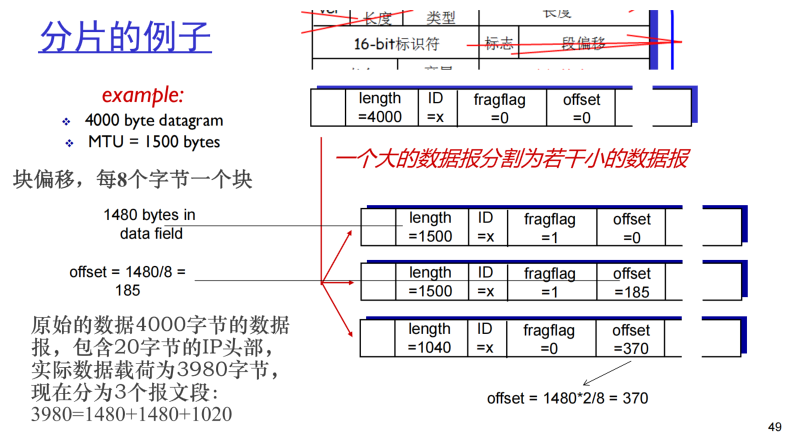 分片的例子
ver
长度
类型
长度
16-bit标识符
标志
段偏移
example:
❖ 4000 byte datagram
❖ MTU = 1500 bytes
length =4000
ID =x
fragflag =0
offset =0
一个大的数据报分割为若干小的数据报
块偏移，每8个字节一个块
1480 bytes in
data field
length =1500
ID =x
fragflag =1
offset =0
offset = 1480/8 =
185
length =1500
ID =x
fragflag =1
offset =185
原始的数据4000字节的数据
报，包含20字节的IP头部，
实际数据载荷为3980字节，
现在分为3个报文段：
3980=1480+1480+1020
length =1040
ID =x
fragflag =0
offset =370
offset = 1480*2/8 = 370
49